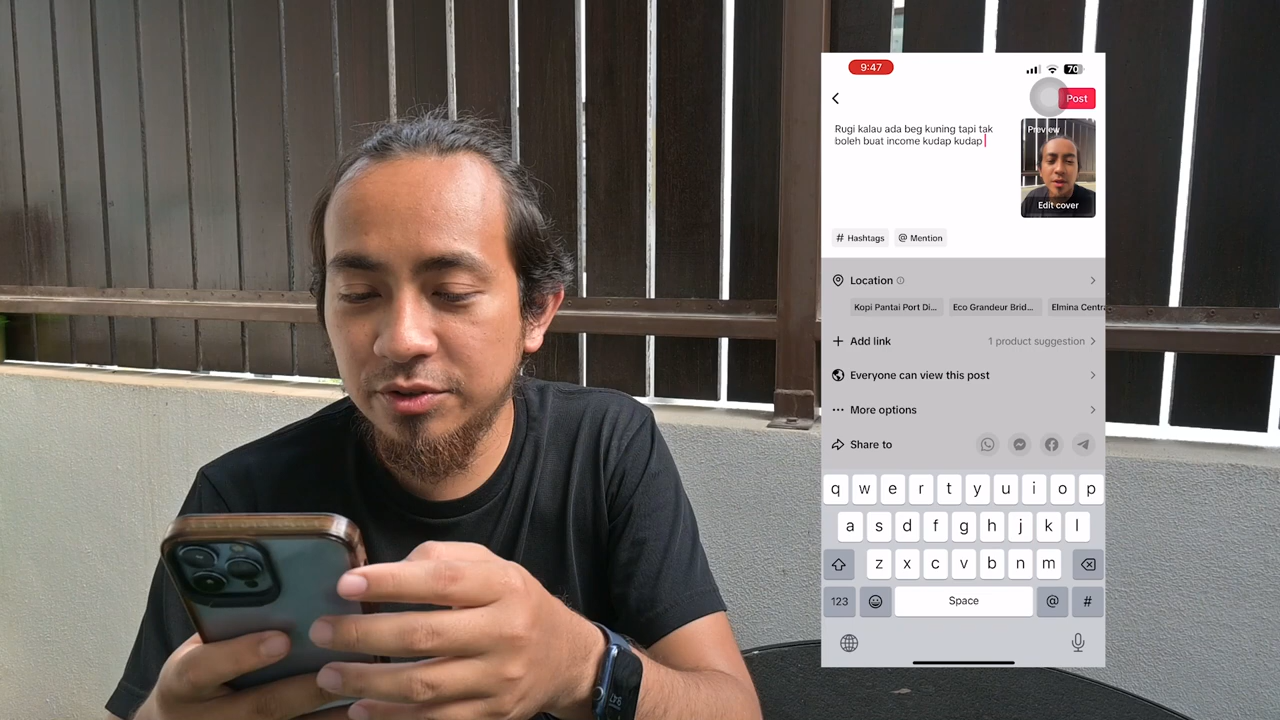 9:47
70
Post
Rugi kalau ada beg kuning tapi tak
boleh buat income kudap kudap
Preview
Edit cover
# Hashtags
@ Mention
Location
Kopi Pantai Port Di...
Eco Grandeur Brid...
Elmina Centra
Add link
1 product suggestion
Everyone can view this post
More options
Share to
q w e r t y u i o p
a s d f g h j k l
z x c v b n m
123
Space
@
#